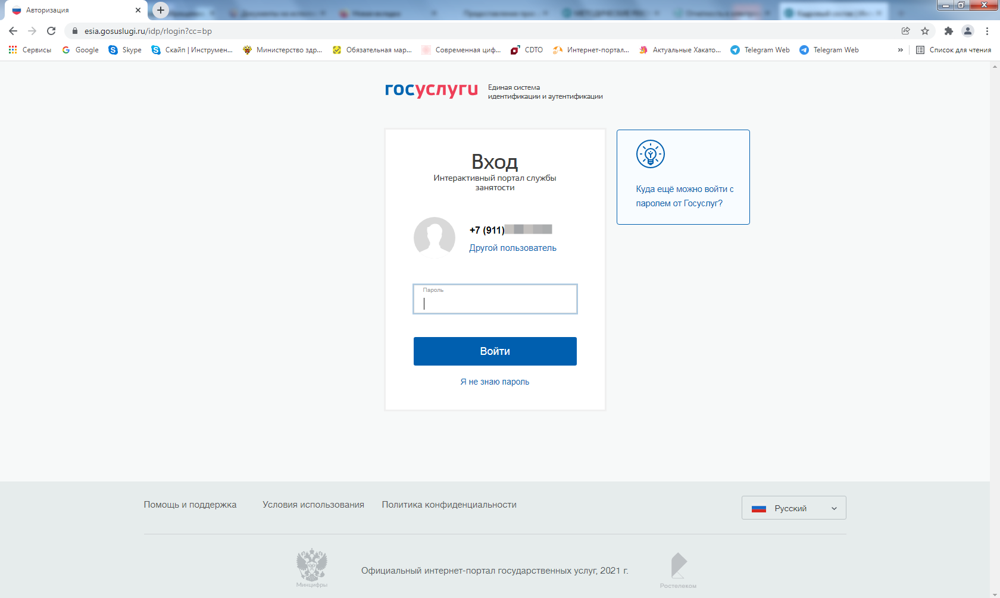 Авторизация
esia.gosuslugi.ru/idp/rlogin?cc=bp
Сервисы Google Skype Скайп | Инструмен... Министерство здр... Обязательная мар... Современная циф... CDTO Интернет-портал... Актуальные Хакато... Telegram Web Telegram Web » Список для чтения
госуслуги
Единая система
идентификации и аутентификации
Вход
Интерактивный портал службы
занятости
+7 (911)
Другой пользователь
Пароль
Войти
Я не знаю пароль
Куда ещё можно войти с
паролем от Госуслуг?
Помощь и поддержка Условия использования Политика конфиденциальности Русский
Минцифры
Официальный интернет-портал государственных услуг, 2021 г.
Ростелеком